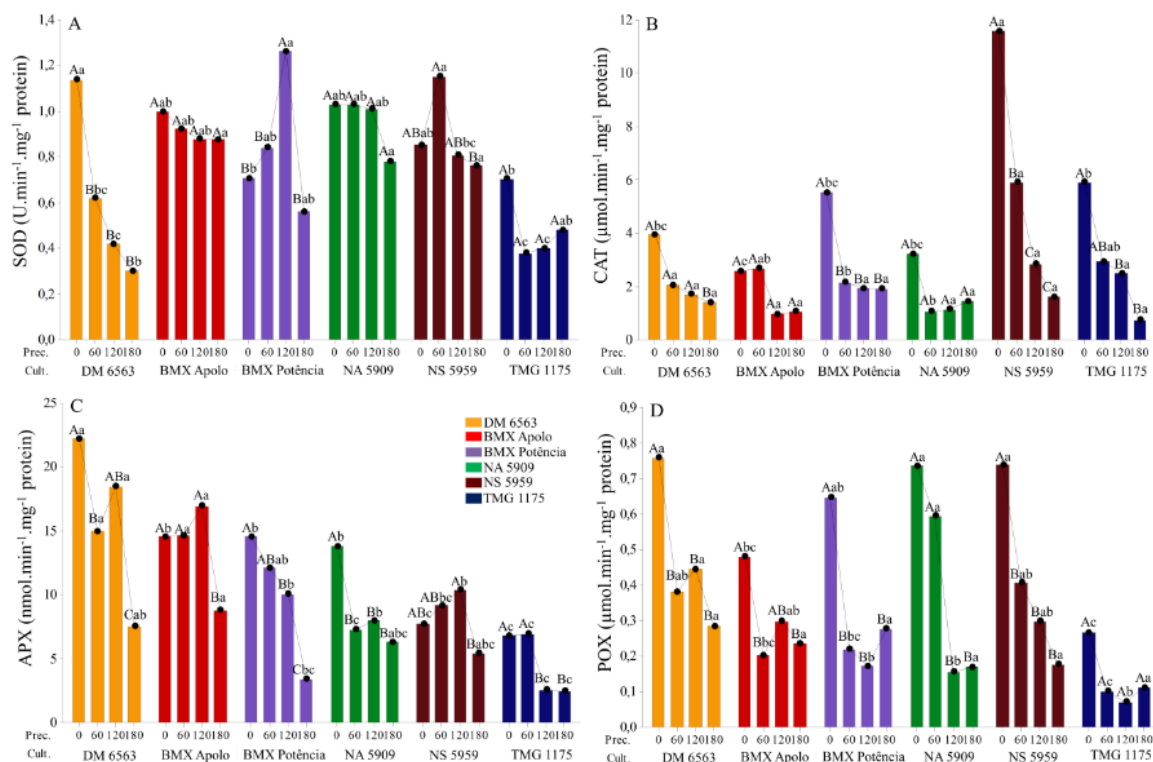 A
SOD (U.min⁻¹.mg⁻¹ protein)
1,4
1,2
1,0
0,8
0,6
0,4
0,2
0,0
Aa Bbc Bc Bb
Aab Aab Aab Aa
Bb Bab Aa Bab
Aab Aab Aab Aa
ABab Aa ABbc Ba
Ab Ac Ac Aab
Prec. 0 60 120 180 0 60 120 180 0 60 120 180 0 60 120 180 0 60 120 180 0 60 120 180
Cult. DM 6563 BMX Apolo BMX Potência NA 5909 NS 5959 TMG 1175
B
CAT (μmol.min⁻¹.mg⁻¹ protein)
12
10
8
6
4
2
0
Abc Aa Aa Ba
Ac Aab Aa Aa
Abc Bb Ba Ba
Abc Ab Aa Aa
Aa Ba Ca Ca
Ab ABab Ba Ba
Prec. 0 60 120 180 0 60 120 180 0 60 120 180 0 60 120 180 0 60 120 180 0 60 120 180
Cult. DM 6563 BMX Apolo BMX Potência NA 5909 NS 5959 TMG 1175
C
APX (nmol.min⁻¹.mg⁻¹ protein)
25
20
15
10
5
0
DM 6563
BMX Apolo
BMX Potência
NA 5909
NS 5959
TMG 1175
Aa Ba ABa Cab
Ab Aa Aa Ba
Ab ABab Bb Cbc
Ab Bc Bb Babc
ABc ABbc Ab Babc
Ac Ac Bc Bc
Prec. 0 60 120 180 0 60 120 180 0 60 120 180 0 60 120 180 0 60 120 180 0 60 120 180
Cult. DM 6563 BMX Apolo BMX Potência NA 5909 NS 5959 TMG 1175
D
POX (μmol.min⁻¹.mg⁻¹ protein)
0,9
0,8
0,7
0,6
0,5
0,4
0,3
0,2
0,1
0,0
Aa Bab Ba Ba
Abc Bbc ABab Ba
Aab Bbc Bb Ba
Aa Aa Bb Ba
Aa Bab Bab Ba
Ac Ac Ab Aa
Prec. 0 60 120 180 0 60 120 180 0 60 120 180 0 60 120 180 0 60 120 180 0 60 120 180
Cult. DM 6563 BMX Apolo BMX Potência NA 5909 NS 5959 TMG 1175